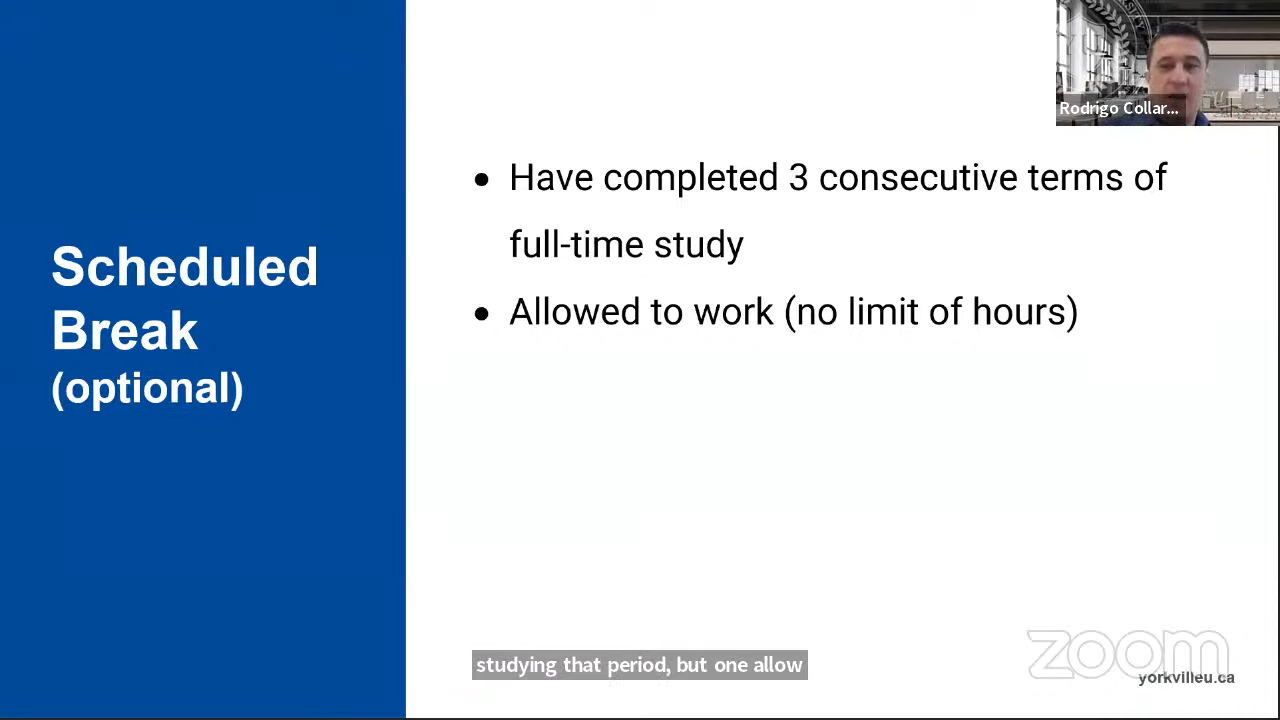 Rodrigo Collar...
Scheduled
Break
(optional)
• Have completed 3 consecutive terms of
full-time study
• Allowed to work (no limit of hours)
studying that period, but one allow
zoom
yorkvilleu.ca